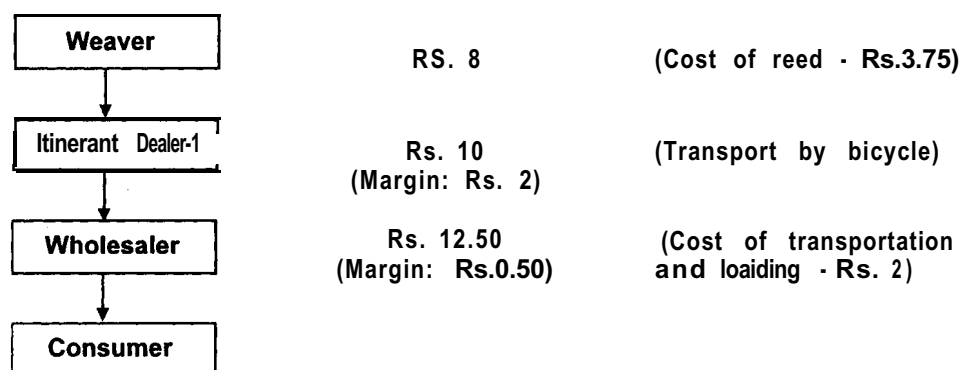 Weaver RS. 8 (Cost of reed - Rs.3.75)
Itinerant Dealer-1 Rs. 10 (Transport by bicycle)
(Margin: Rs. 2)
Wholesaler Rs. 12.50 (Cost of transportation
(Margin: Rs.0.50) and loaiding - Rs. 2)
Consumer